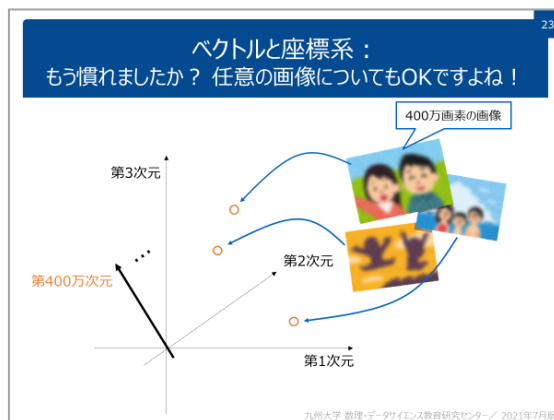 23
ベクトルと座標系：
もう慣れましたか？ 任意の画像についてもOKですよね！
400万画素の画像
第3次元
第2次元
…
第400万次元
第1次元
九州大学 数理・データサイエンス教育研究センター／ 2021年7月版